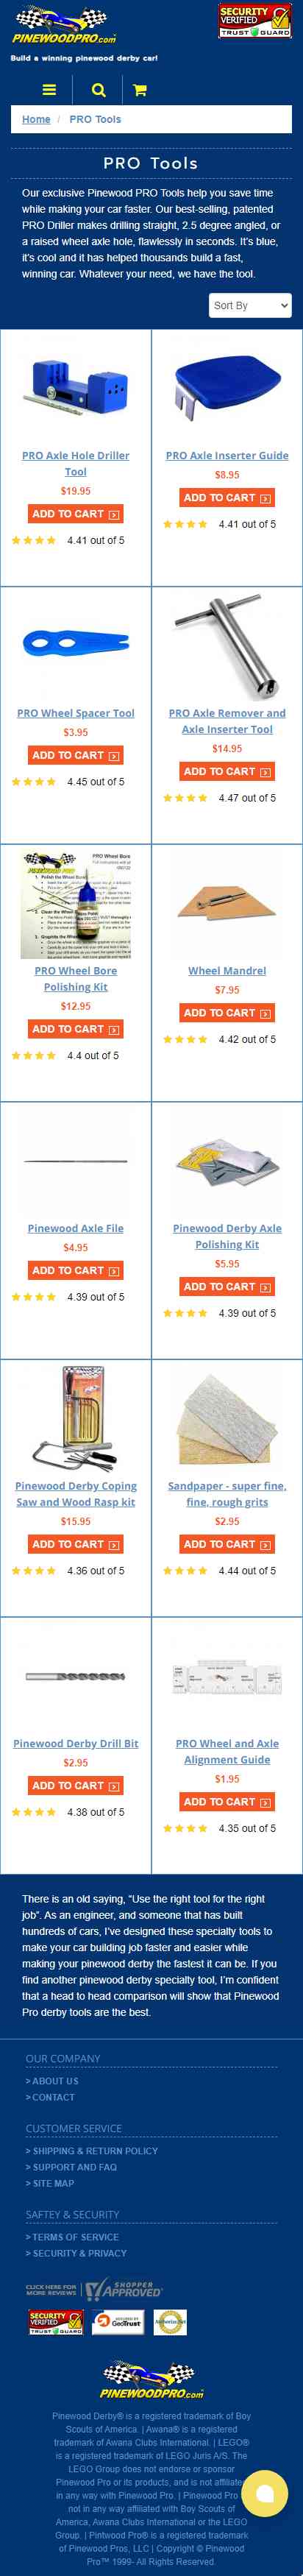 PINEWOODPRO.com
SECURITY
VERIFIED
TRUST GUARD
Build a winning pinewood derby car!
Home / PRO Tools
PRO Tools
Our exclusive Pinewood PRO Tools help you save time
while making your car faster. Our best-selling, patented
PRO Driller makes drilling straight, 2.5 degree angled, or
a raised wheel axle hole, flawlessly in seconds. It's blue,
it's cool and it has helped thousands build a fast,
winning car. Whatever your need, we have the tool.
Sort By
PRO Axle Hole Driller
Tool
$19.95
ADD TO CART
4.41 out of 5
PRO Axle Inserter Guide
$8.95
ADD TO CART
4.41 out of 5
PRO Wheel Spacer Tool
$3.95
ADD TO CART
4.45 out of 5
PRO Axle Remover and
Axle Inserter Tool
$14.95
ADD TO CART
4.47 out of 5
PINEWOOD PRO
PRO Wheel Bore
PRO Wheel Bore
Polishing Kit
$12.95
ADD TO CART
4.4 out of 5
Wheel Mandrel
$7.95
ADD TO CART
4.42 out of 5
Pinewood Axle File
$4.95
ADD TO CART
4.39 out of 5
Pinewood Derby Axle
Polishing Kit
$5.95
ADD TO CART
4.39 out of 5
Pinewood Derby Coping
Saw and Wood Rasp kit
$15.95
ADD TO CART
4.36 out of 5
Sandpaper - super fine,
fine, rough grits
$2.95
ADD TO CART
4.44 out of 5
Pinewood Derby Drill Bit
$2.95
ADD TO CART
4.38 out of 5
PRO Wheel and Axle
Alignment Guide
$1.95
ADD TO CART
4.35 out of 5
There is an old saying, "Use the right tool for the right
job". As an engineer, and someone that has built
hundreds of cars, I've designed these specialty tools to
make your car building job faster and easier while
making your pinewood derby the fastest it can be. If you
find another pinewood derby specialty tool, I'm confident
that a head to head comparison will show that Pinewood
Pro derby tools are the best.
OUR COMPANY
> ABOUT US
> CONTACT
CUSTOMER SERVICE
> SHIPPING & RETURN POLICY
> SUPPORT AND FAQ
> SITE MAP
SAFTEY & SECURITY
> TERMS OF SERVICE
> SECURITY & PRIVACY
CLICK HERE FOR
MORE REVIEWS
SHOPPER
APPROVED
SECURITY
VERIFIED
TRUST GUARD
GeoTrust
Authorize.Net
PINEWOODPRO.com
Pinewood Derby® is a registered trademark of Boy
Scouts of America. | Awana® is a registered
trademark of Awana Clubs International. | LEGO®
is a registered trademark of LEGO Juris A/S. The
LEGO Group does not endorse or sponsor
Pinewood Pro or its products, and is not affiliate
in any way with Pinewood Pro. | Pinewood Pro
not in any way affiliated with Boy Scouts of
America, Awana Clubs International or the LEGO
Group. | Pintwood Pro® is a registered trademark
of Pinewood Pros, LLC | Copyright © Pinewood
Pro™ 1999- All Rights Reserved.